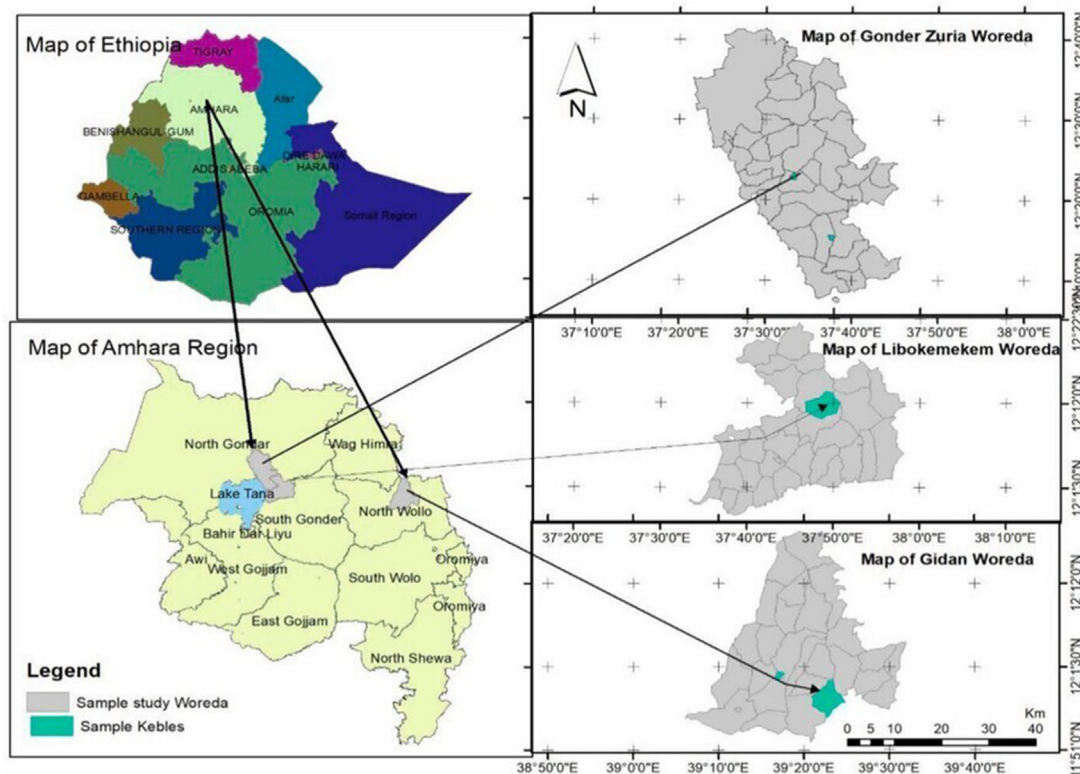 Map of Ethiopia
TIGRAY
AMHARA
Afar
BENISHANGUL-GUM
DIRE DAWA
HARARI
ADDIS ABEBA
GAMBELLA
OROMIA
Somali Region
SOUTHERN REGION
Map of Gonder Zuria Woreda
N
37°10'0"E 37°20'0"E 37°30'0"E 37°40'0"E 37°50'0"E 38°0'0"E
Map of Amhara Region
North Gondar
Wag Himra
Lake Tana
North Wollo
South Gonder
Bahir Dar Liyu
Awi
West Gojjam
Oromiya
South Wolo
Oromiya
East Gojjam
North Shewa
Legend
Sample study Woreda
Sample Kebles
Map of Libokemekem Woreda
12°12'0"N
12°1'30"N
37°20'0"E 37°30'0"E 37°40'0"E 37°50'0"E 38°0'0"E 38°10'0"E
Map of Gidan Woreda
12°12'0"N
12°1'30"N
Km
0 5 10 20 30 40
38°50'0"E 39°0'0"E 39°10'0"E 39°20'0"E 39°30'0"E 39°40'0"E